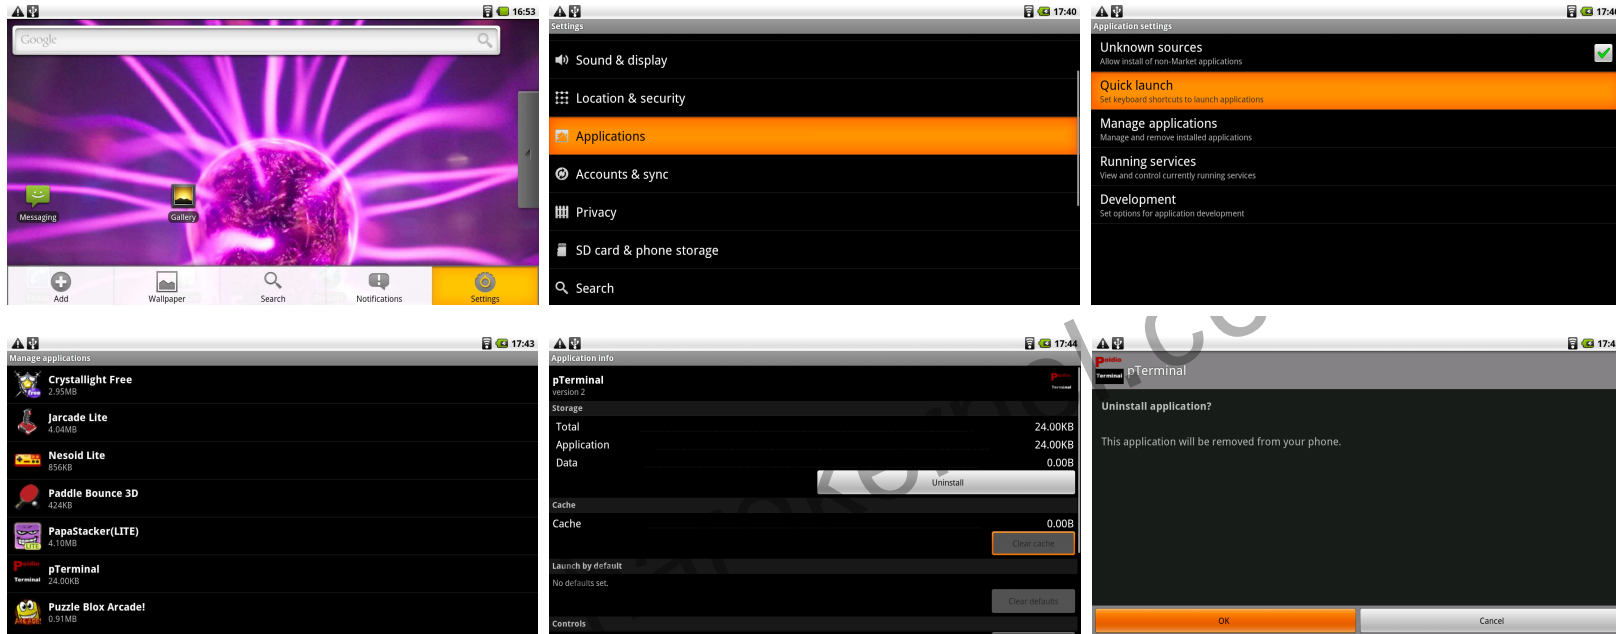 16:53
Google
Messaging
Gallery
Add
Wallpaper
Search
Notifications
Settings
17:40
Settings
Sound & display
Location & security
Applications
Accounts & sync
Privacy
SD card & phone storage
Search
Application settings
Unknown sources
Allow install of non-Market applications
Quick launch
Set keyboard shortcuts to launch applications
Manage applications
Manage and remove installed applications
Running services
View and control currently running services
Development
Set options for application development
17:43
Manage applications
Crystallight Free
2.95MB
Jarcade Lite
4.04MB
Nesoid Lite
856KB
Paddle Bounce 3D
424KB
PapaStacker(LITE)
4.10MB
pTerminal
24.00KB
Puzzle Blox Arcade!
0.91MB
17:44
Application info
pTerminal
version 2
Storage
Total 24.00KB
Application 24.00KB
Data 0.00B
Uninstall
Cache
Cache 0.00B
Clear cache
Launch by default
No defaults set.
Clear defaults
Controls
Terminal
pTerminal
Uninstall application?
This application will be removed from your phone.
OK
Cancel